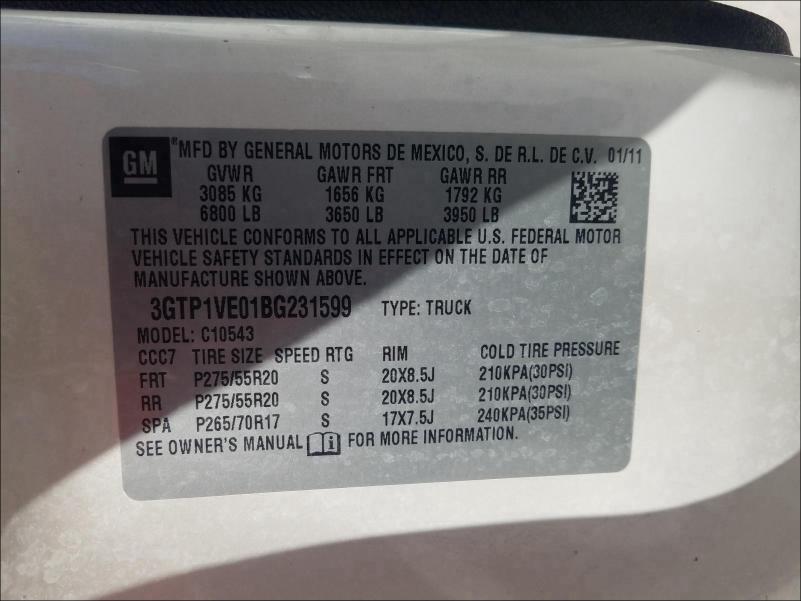 GM ® MFD BY GENERAL MOTORS DE MEXICO, S. DE R.L. DE C.V. 01/11
GVWR GAWR FRT GAWR RR
3085 KG 1656 KG 1792 KG
6800 LB 3650 LB 3950 LB
THIS VEHICLE CONFORMS TO ALL APPLICABLE U.S. FEDERAL MOTOR
VEHICLE SAFETY STANDARDS IN EFFECT ON THE DATE OF
MANUFACTURE SHOWN ABOVE.
3GTP1VE01BG231599 TYPE: TRUCK
MODEL: C10543
CCC7 TIRE SIZE SPEED RTG RIM COLD TIRE PRESSURE
FRT P275/55R20 S 20X8.5J 210KPA(30PSI)
RR P275/55R20 S 20X8.5J 210KPA(30PSI)
SPA P265/70R17 S 17X7.5J 240KPA(35PSI)
SEE OWNER'S MANUAL i FOR MORE INFORMATION.